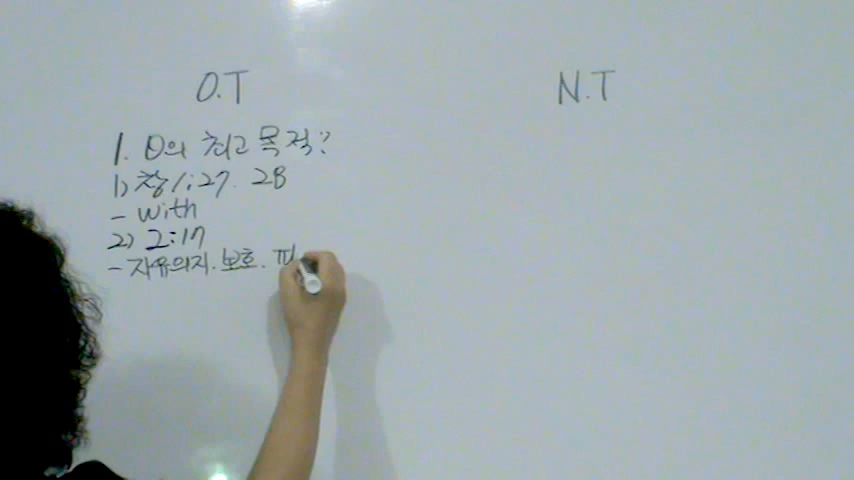 O.T
N.T
1. θ의 최고 목적?
1) 창 1:27. 28
- With
2) 2:17
- 자유의지. 보호.